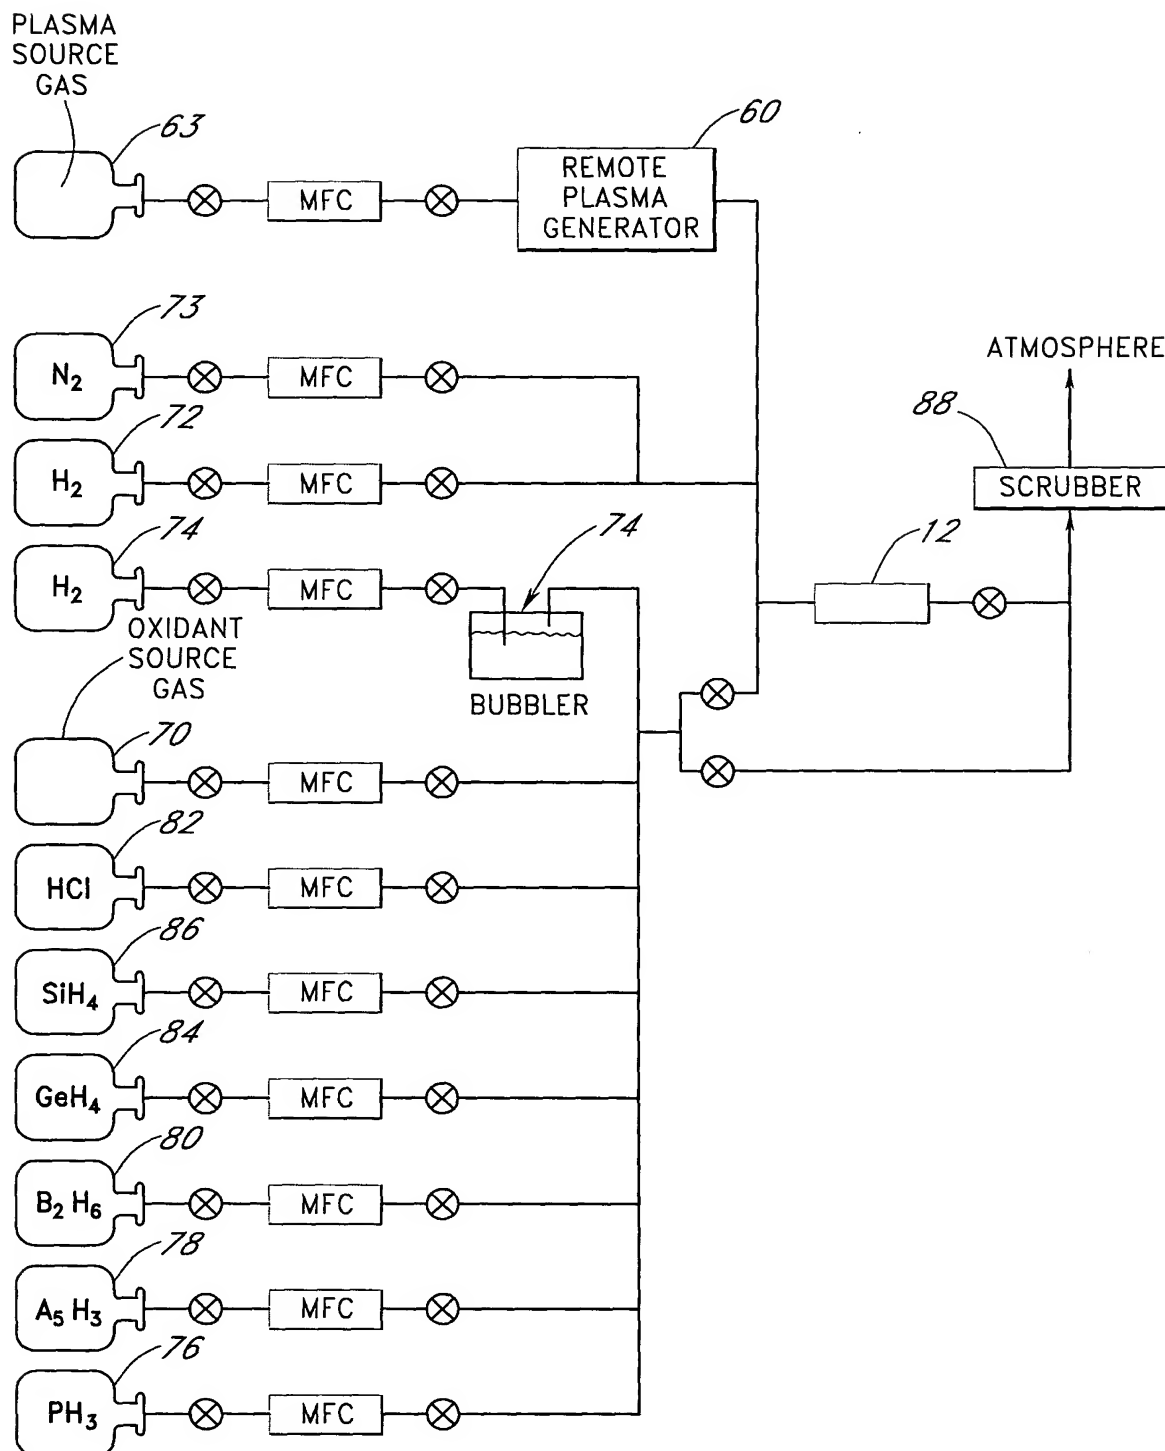 PLASMA
SOURCE
GAS
63
MFC
60
REMOTE
PLASMA
GENERATOR
73
N₂
MFC
72
H₂
MFC
74
H₂
MFC
74
BUBBLER
ATMOSPHERE
88
SCRUBBER
12
OXIDANT
SOURCE
GAS
70
MFC
82
HCl
MFC
86
SiH₄
MFC
84
GeH₄
MFC
80
B₂ H₆
MFC
78
A₅ H₃
MFC
76
PH₃
MFC